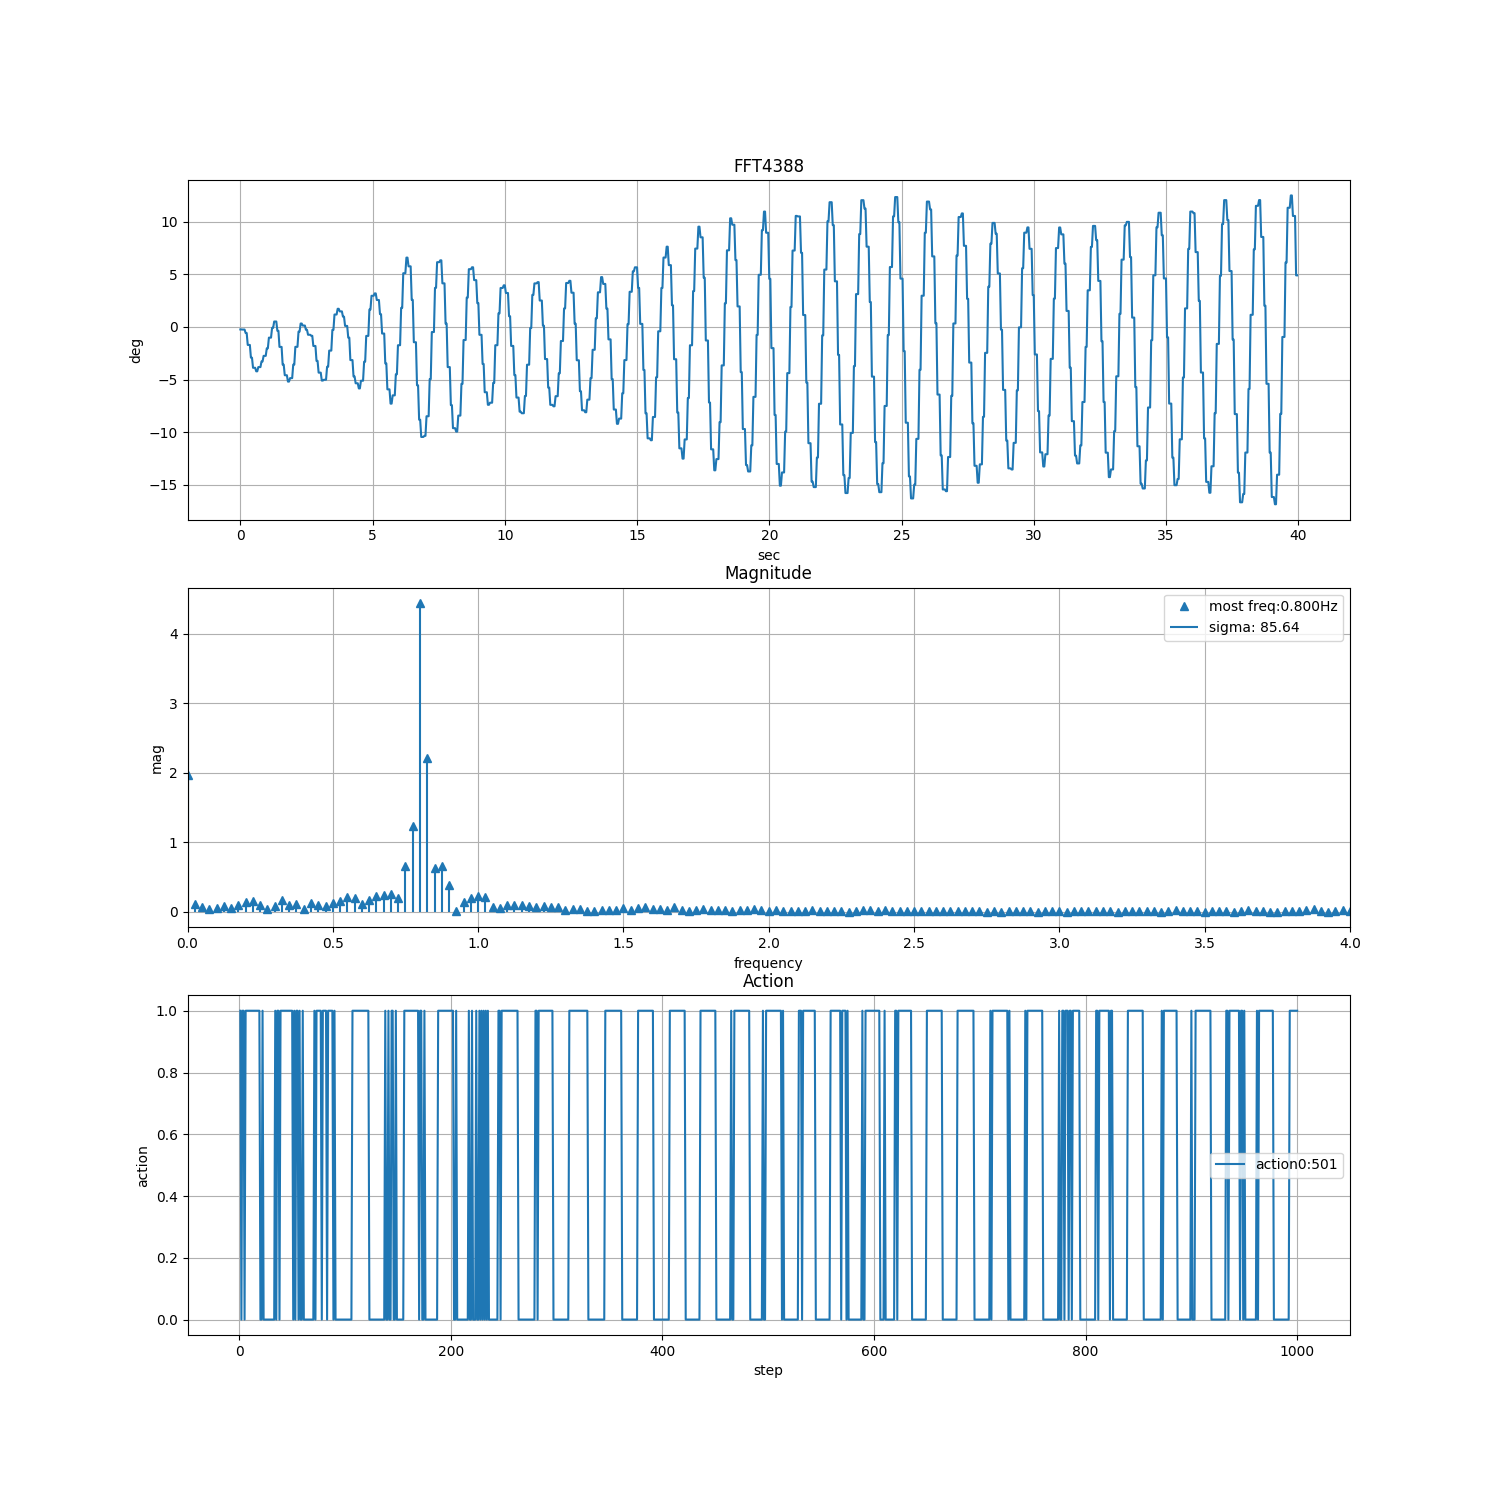 FFT4388
10
5
0
−5
−10
−15
deg
0 5 10 15 20 25 30 35 40
sec
Magnitude
most freq:0.800Hz
sigma: 85.64
4
3
2
1
0
mag
0.0 0.5 1.0 1.5 2.0 2.5 3.0 3.5 4.0
frequency
Action
1.0
0.8
0.6
0.4
0.2
0.0
action
action0:501
0 200 400 600 800 1000
step